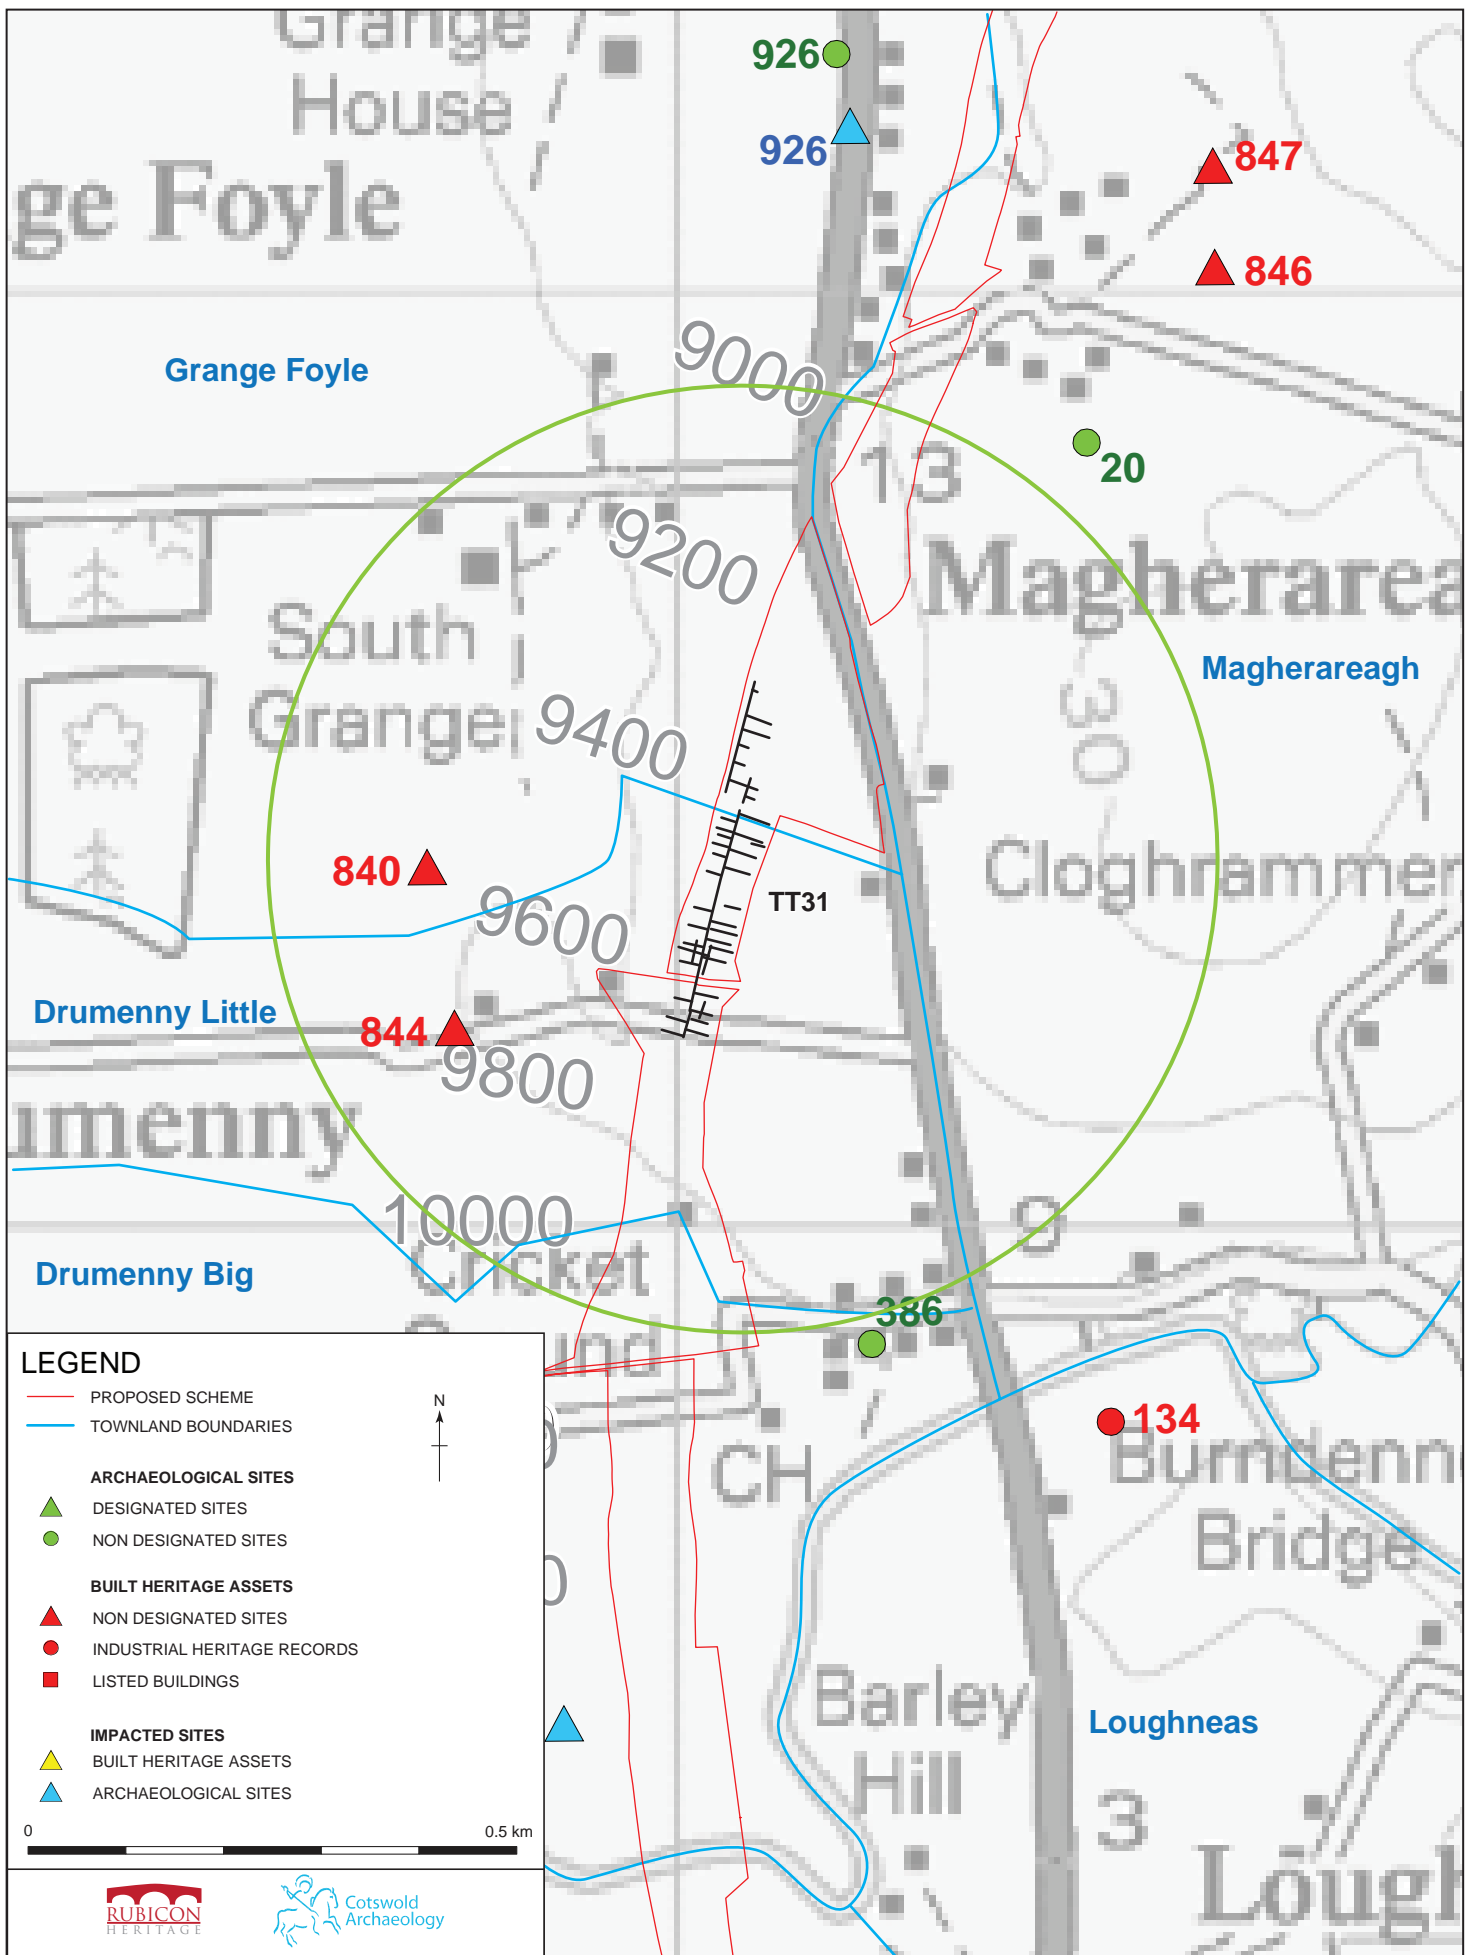 Grange
House
926
926
847
846
ge Foyle
Grange Foyle
9000
13
20
9200
Magherarea
South
Grange
Magherareagh
30
9400
Cloghrammer
840
TT31
9600
Drumenny Little
844
9800
umenny
10000
9
Cricket
Drumenny Big
386
134
CH
Burndenn
Bridge
Barley
Hill
Loughneas
3
Lough
LEGEND
PROPOSED SCHEME
N
TOWNLAND BOUNDARIES
ARCHAEOLOGICAL SITES
DESIGNATED SITES
NON DESIGNATED SITES
BUILT HERITAGE ASSETS
NON DESIGNATED SITES
INDUSTRIAL HERITAGE RECORDS
LISTED BUILDINGS
IMPACTED SITES
BUILT HERITAGE ASSETS
ARCHAEOLOGICAL SITES
0 0.5 km
RUBICON
HERITAGE
Cotswold
Archaeology